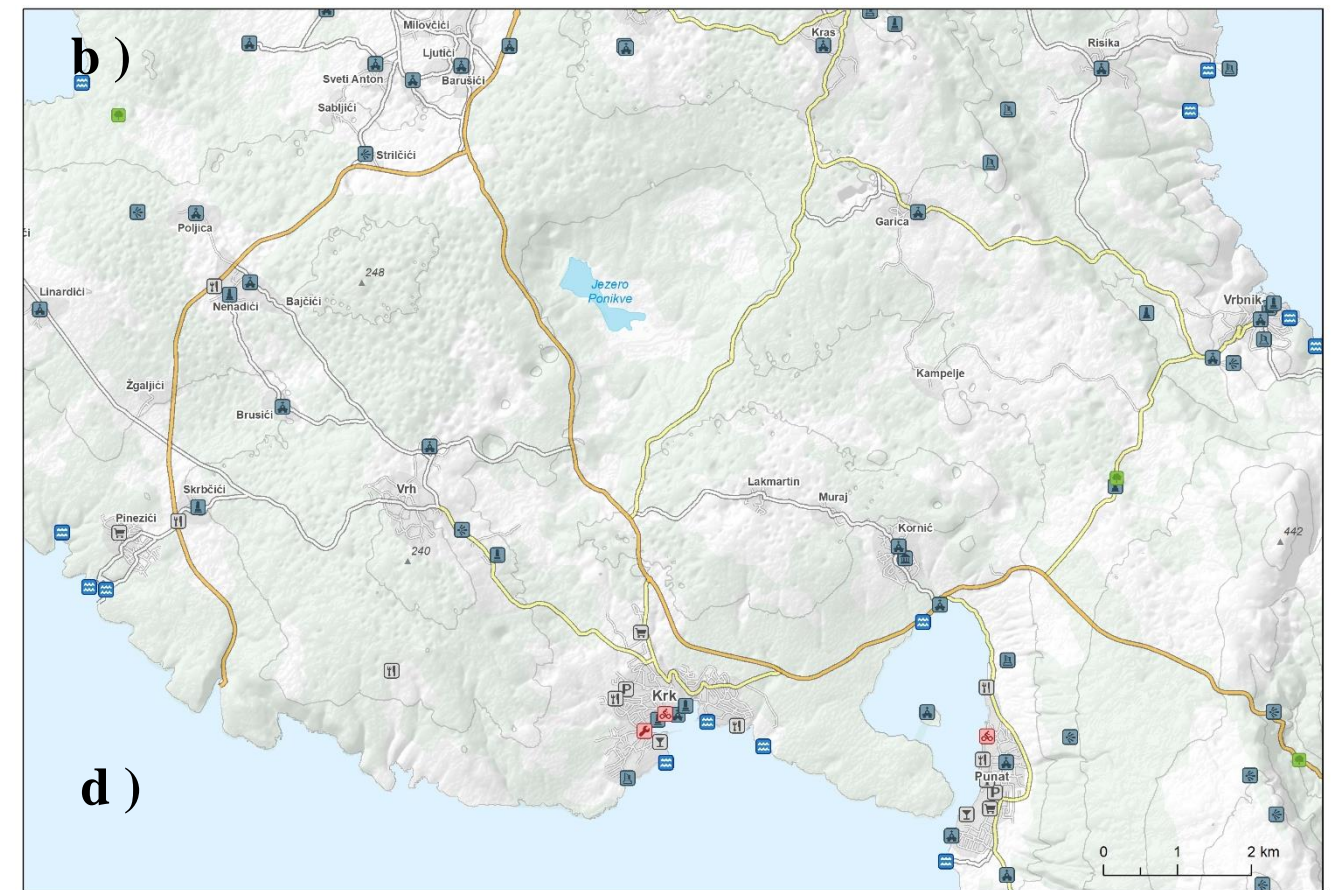 b )
Milovčići
Ljutići
Kras
Risika
Sveti Anton
Barušići
Sabljići
Strilčići
Poljica
Garica
ći
248
Linardići
Jezero
Ponikve
Vrbnik
Bajčići
Nenadići
Kampelje
Žgaljići
Brusići
Lakmartin
Vrh
Skrbčići
Muraj
Pinezići
Kornić
442
240
P
Krk
Punat
P
d )
0 1 2 km